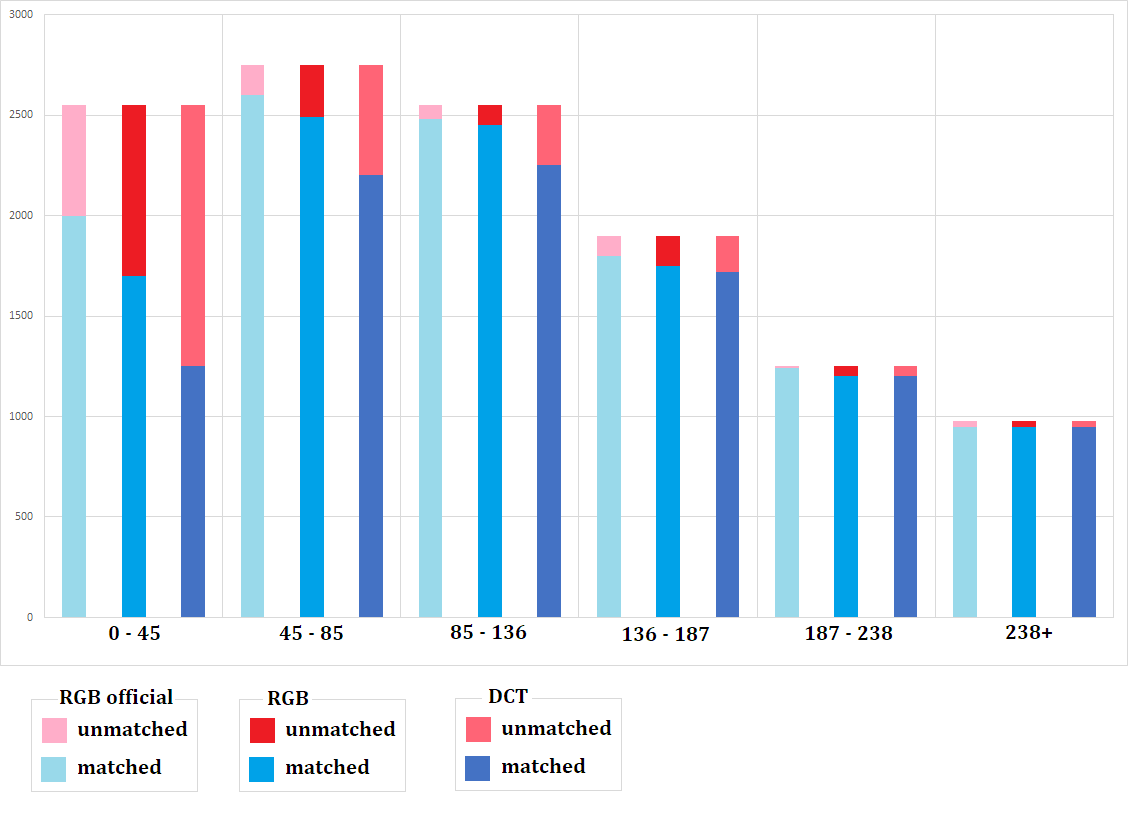 3000
2500
2000
1500
1000
500
0
0 - 45 45 - 85 85 - 136 136 - 187 187 - 238 238+
RGB official
unmatched
matched
RGB
unmatched
matched
DCT
unmatched
matched